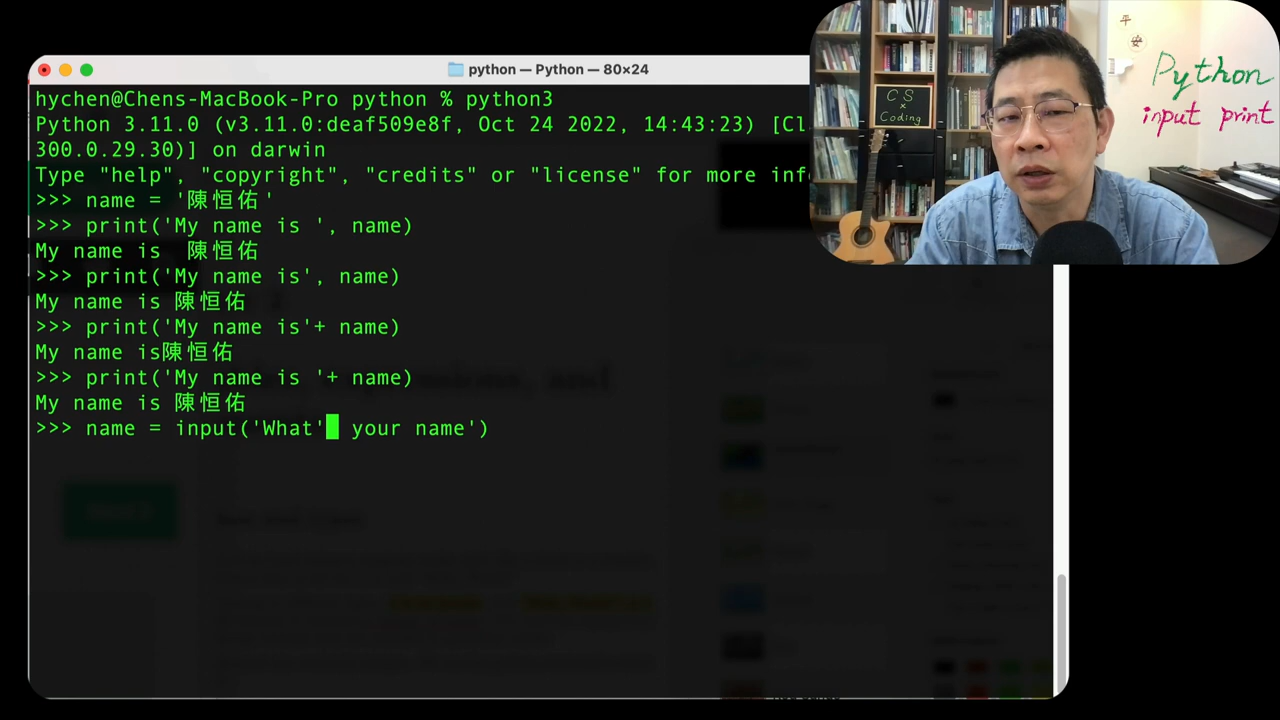 python — Python — 80×24
hychen@Chens-MacBook-Pro python % python3
Python 3.11.0 (v3.11.0:deaf509e8f, Oct 24 2022, 14:43:23) [Cl
300.0.29.30)] on darwin
Type "help", "copyright", "credits" or "license" for more inf
>>> name = '陳恒佑'
>>> print('My name is ', name)
My name is  陳恒佑
>>> print('My name is', name)
My name is 陳恒佑
>>> print('My name is'+ name)
My name is陳恒佑
>>> print('My name is '+ name)
My name is 陳恒佑
>>> name = input('What' your name')
CS
×
Coding
平
安
Python
input print